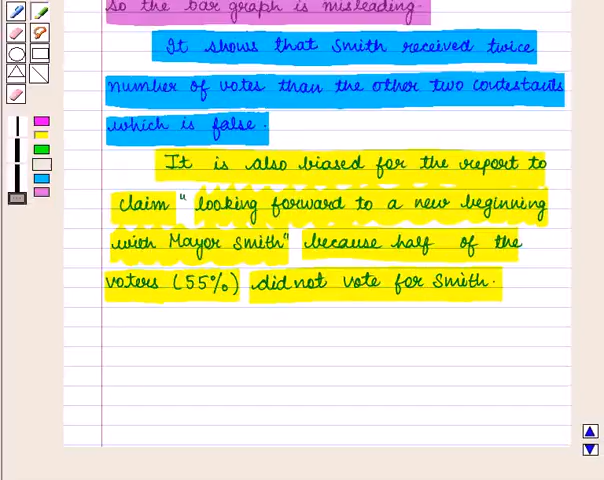 so the bar graph is misleading.
It shows that Smith received twice
number of votes than the other two contestants
which is false.
It is also biased for the report to
claim "looking forward to a new beginning
with Mayor Smith" because half of the
voters (55%) did not vote for Smith.